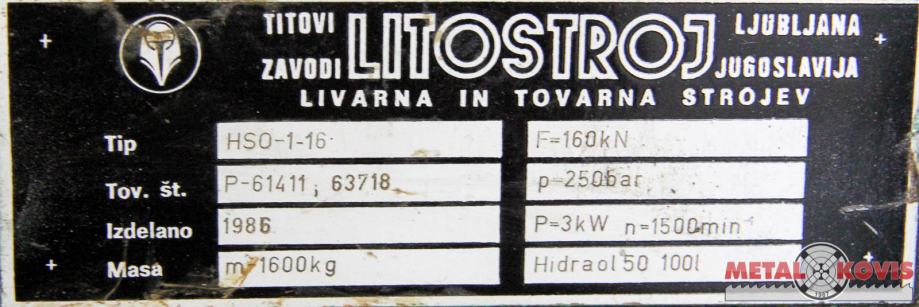 TITOVI LITOSTROJ LJUBLJANA
ZAVODI JUGOSLAVIJA
LIVARNA IN TOVARNA STROJEV
Tip HSO-1-16 F=160kN
Tov. št. P-61411 ; 63718 p=250bar
Izdelano 1986 P=3kW n=1500min
Masa m=1600kg Hidraol 50 100l
METAL KOVIS